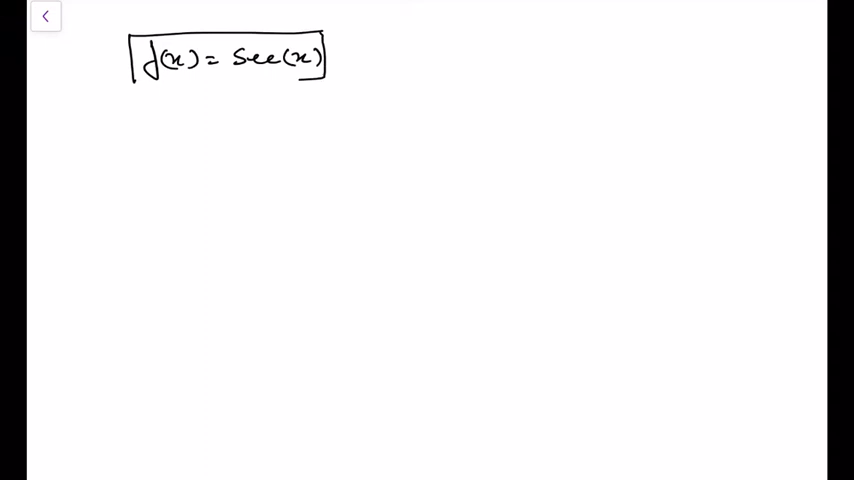 f(x) = Sec(x)